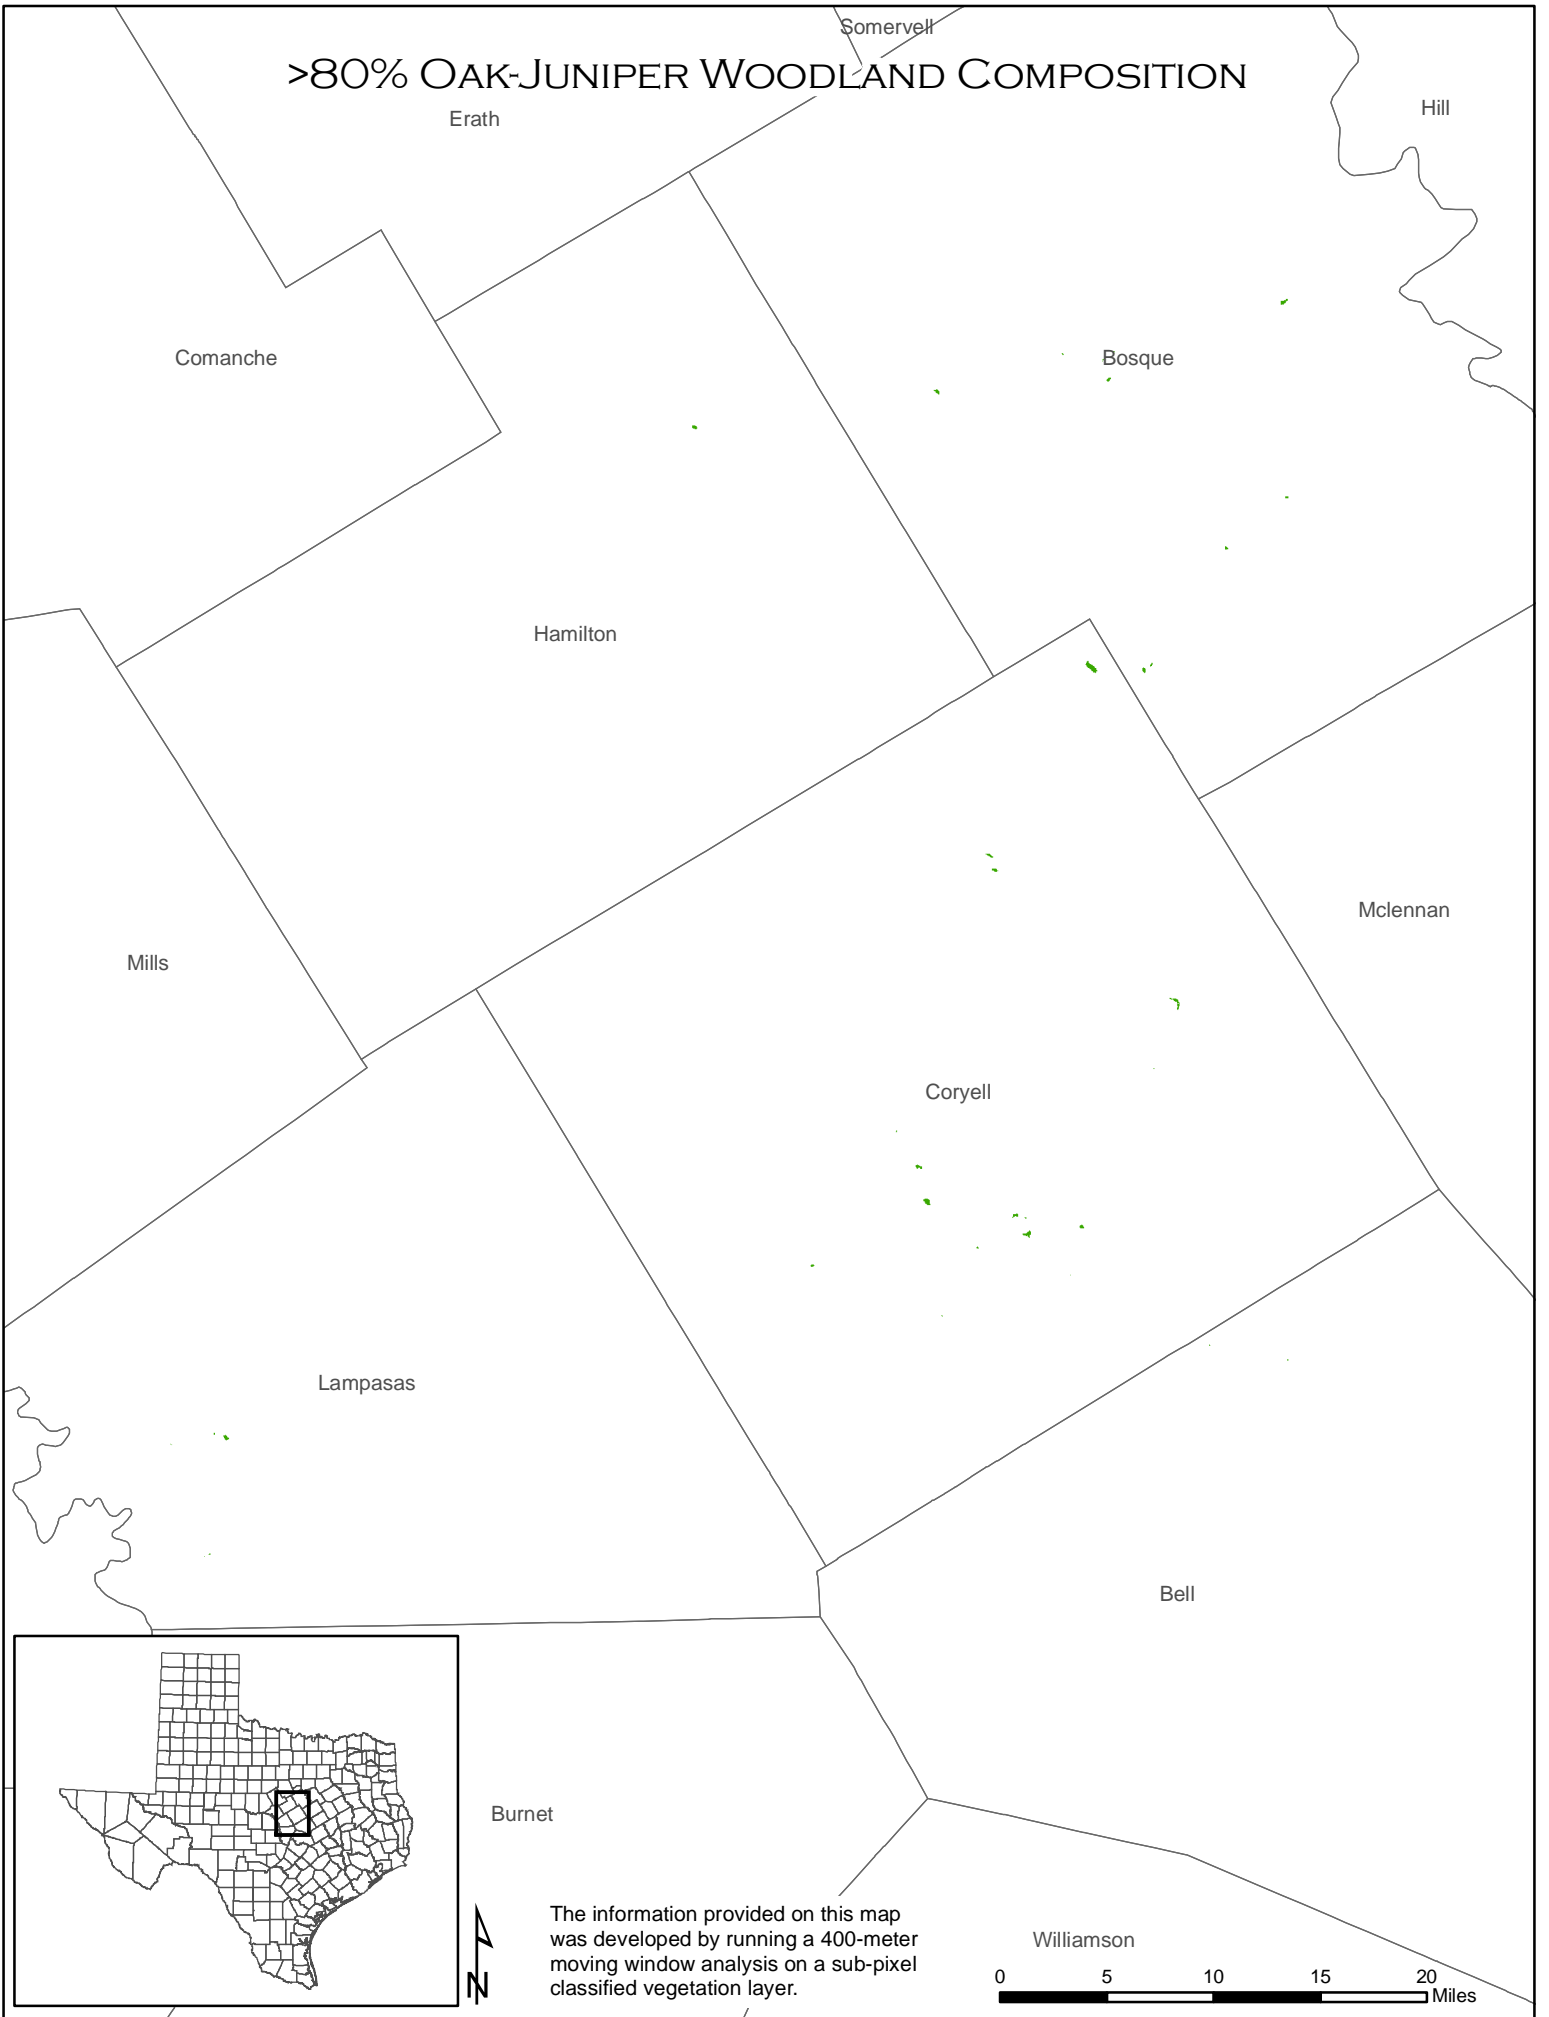 Somervell
>80% Oak-Juniper Woodland Composition
Hill
Erath
Comanche
Bosque
Hamilton
Mclennan
Mills
Coryell
Lampasas
Bell
Burnet
The information provided on this map
was developed by running a 400-meter
moving window analysis on a sub-pixel
classified vegetation layer.
N
Williamson
0 5 10 15 20
Miles